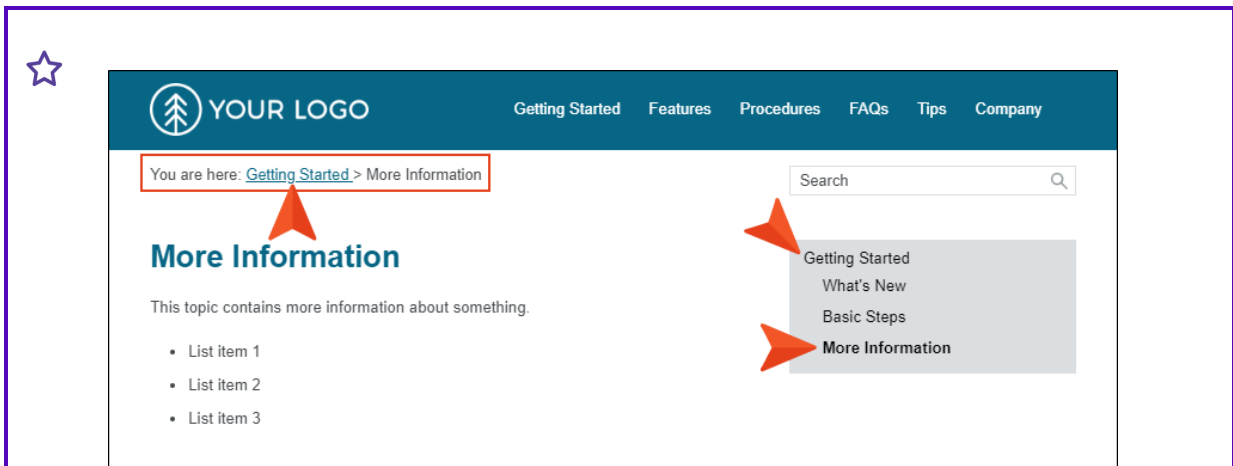 YOUR LOGO
Getting Started Features Procedures FAQs Tips Company
You are here: Getting Started > More Information
Search
More Information
This topic contains more information about something.
• List item 1
• List item 2
• List item 3
Getting Started
What's New
Basic Steps
More Information